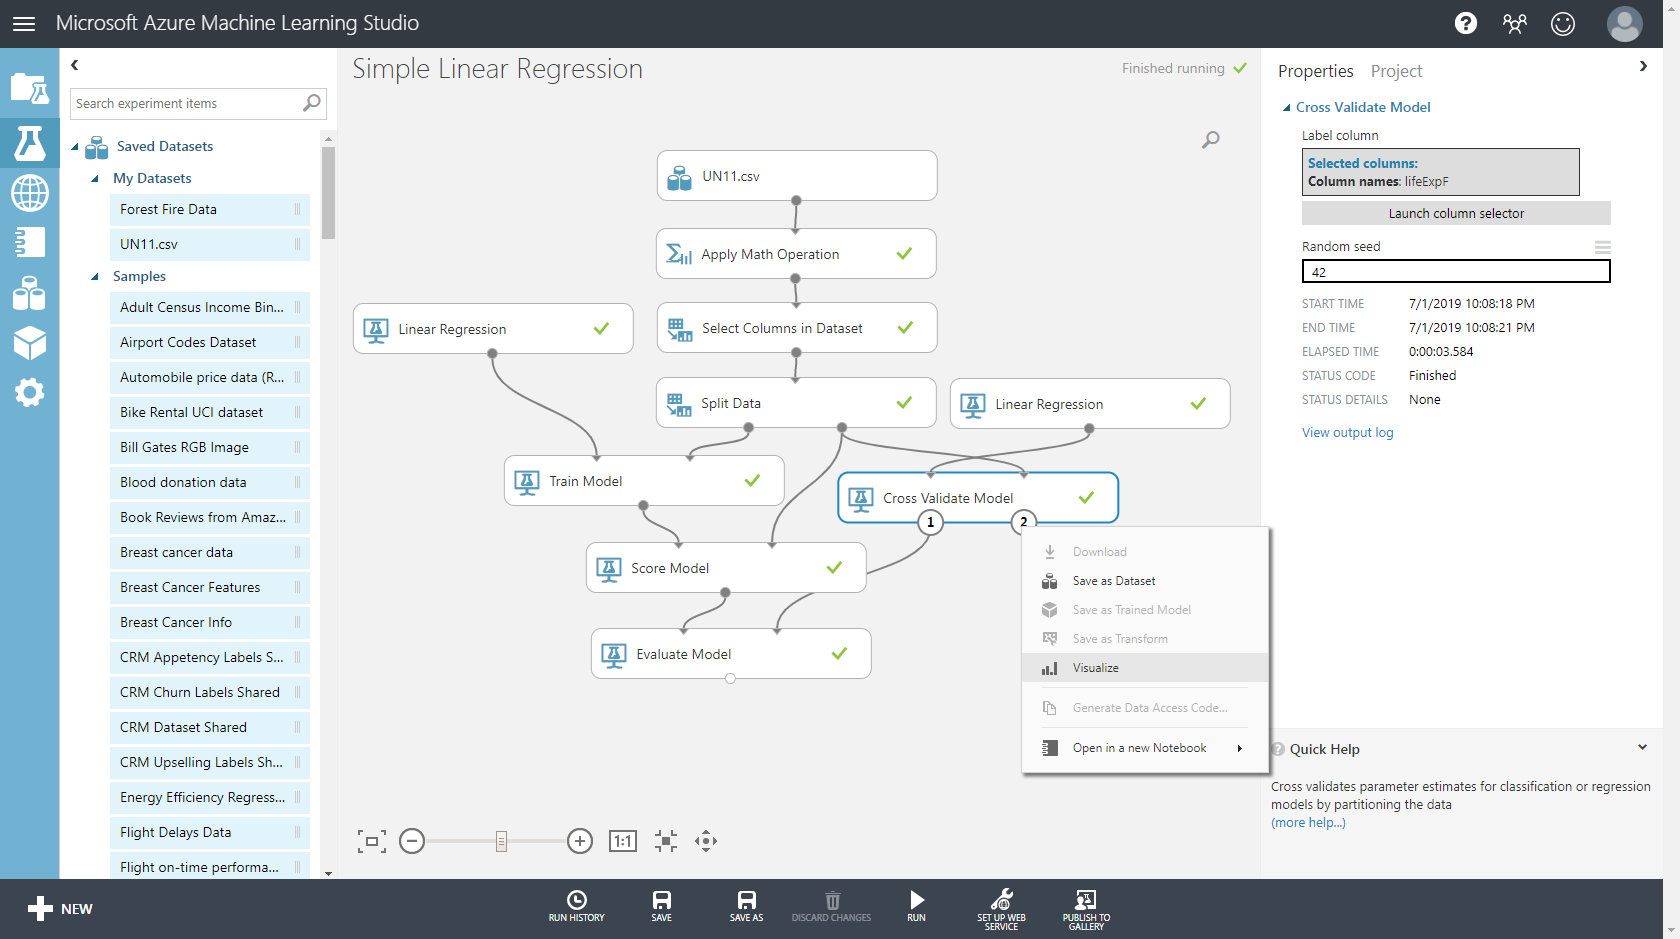 Microsoft Azure Machine Learning Studio
Search experiment items
Saved Datasets
My Datasets
Forest Fire Data
UN11.csv
Samples
Adult Census Income Bin...
Airport Codes Dataset
Automobile price data (R...
Bike Rental UCI dataset
Bill Gates RGB Image
Blood donation data
Book Reviews from Amaz...
Breast cancer data
Breast Cancer Features
Breast Cancer Info
CRM Appetency Labels S...
CRM Churn Labels Shared
CRM Dataset Shared
CRM Upselling Labels Sh...
Energy Efficiency Regress...
Flight Delays Data
Flight on-time performa...
Simple Linear Regression
Finished running
UN11.csv
Apply Math Operation
Linear Regression
Select Columns in Dataset
Split Data
Linear Regression
Train Model
Cross Validate Model
1
2
Score Model
Evaluate Model
Download
Save as Dataset
Save as Trained Model
Save as Transform
Visualize
Generate Data Access Code...
Open in a new Notebook
1:1
Properties
Project
Cross Validate Model
Label column
Selected columns:
Column names: lifeExpF
Launch column selector
Random seed
42
START TIME 7/1/2019 10:08:18 PM
END TIME 7/1/2019 10:08:21 PM
ELAPSED TIME 0:00:03.584
STATUS CODE Finished
STATUS DETAILS None
View output log
? Quick Help
Cross validates parameter estimates for classification or regression
models by partitioning the data
(more help...)
NEW
RUN HISTORY
SAVE
SAVE AS
DISCARD CHANGES
RUN
SET UP WEB
SERVICE
PUBLISH TO
GALLERY